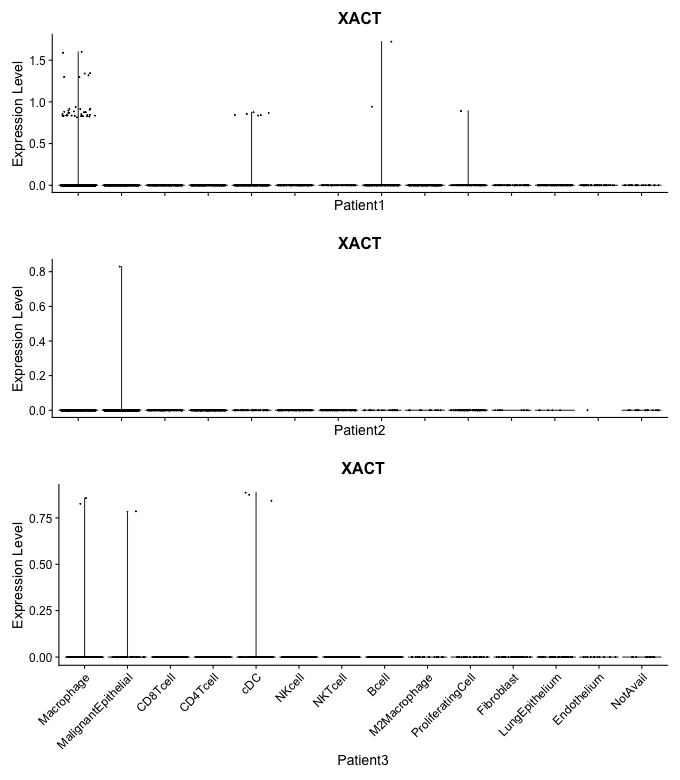 XACT
Expression Level
1.5
1.0
0.5
0.0
Patient1
XACT
Expression Level
0.8
0.6
0.4
0.2
0.0
Patient2
XACT
Expression Level
0.75
0.50
0.25
0.00
Macrophage
MalignantEpithelial
CD8Tcell
CD4Tcell
cDC
NKcell
NKTcell
Bcell
M2Macrophage
ProliferatingCell
Fibroblast
LungEpithelium
Endothelium
NotAvail
Patient3